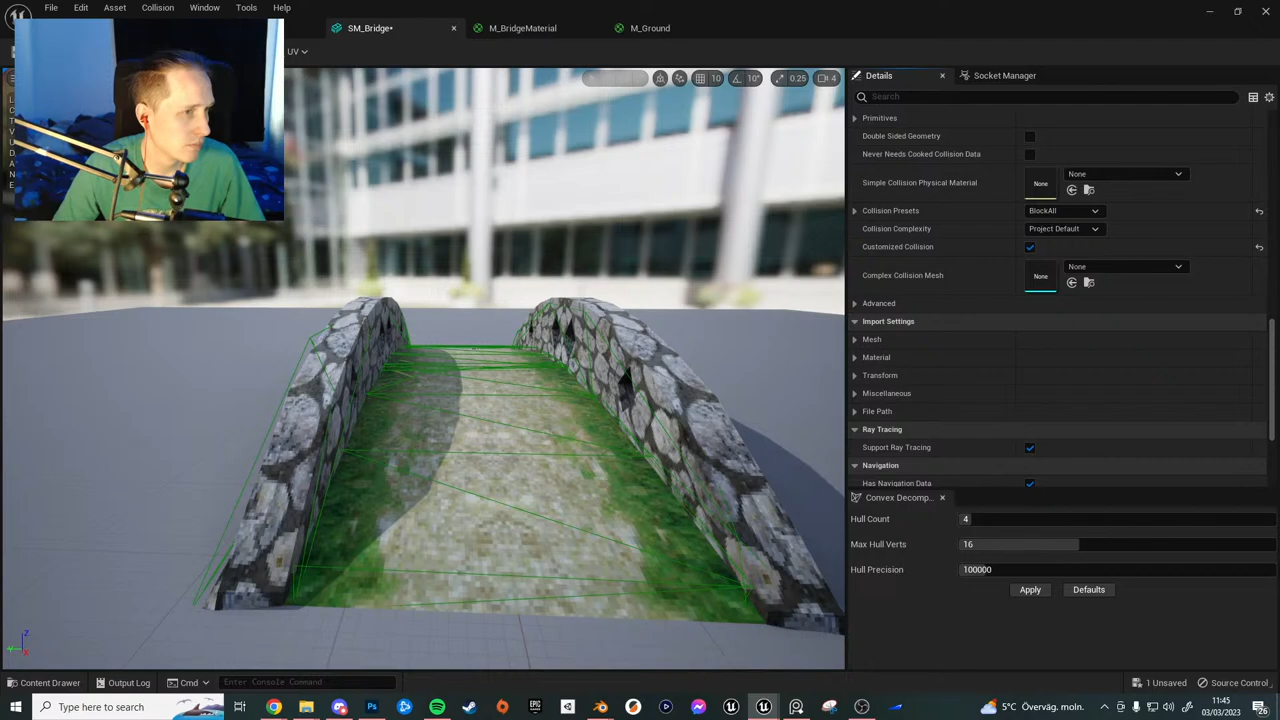 File Edit Asset Collision Window Tools Help
SM_Bridge*
M_BridgeMaterial
M_Ground
UV
10 10° 0.25 4
L
C
T
V
U
D
A
N
E
Details
Socket Manager
Search
Primitives
Double Sided Geometry
Never Needs Cooked Collision Data
Simple Collision Physical Material None None
Collision Presets BlockAll
Collision Complexity Project Default
Customized Collision
Complex Collision Mesh None None
Advanced
Import Settings
Mesh
Material
Transform
Miscellaneous
File Path
Ray Tracing
Support Ray Tracing
Navigation
Has Navigation Data
Convex Decomp...
Hull Count 4
Max Hull Verts 16
Hull Precision 100000
Apply Defaults
Z
Y
X
Content Drawer Output Log Cmd Enter Console Command... 1 Unsaved Source Control
Type here to search
5°C Överväg. moln.
11:45
03/03/2023